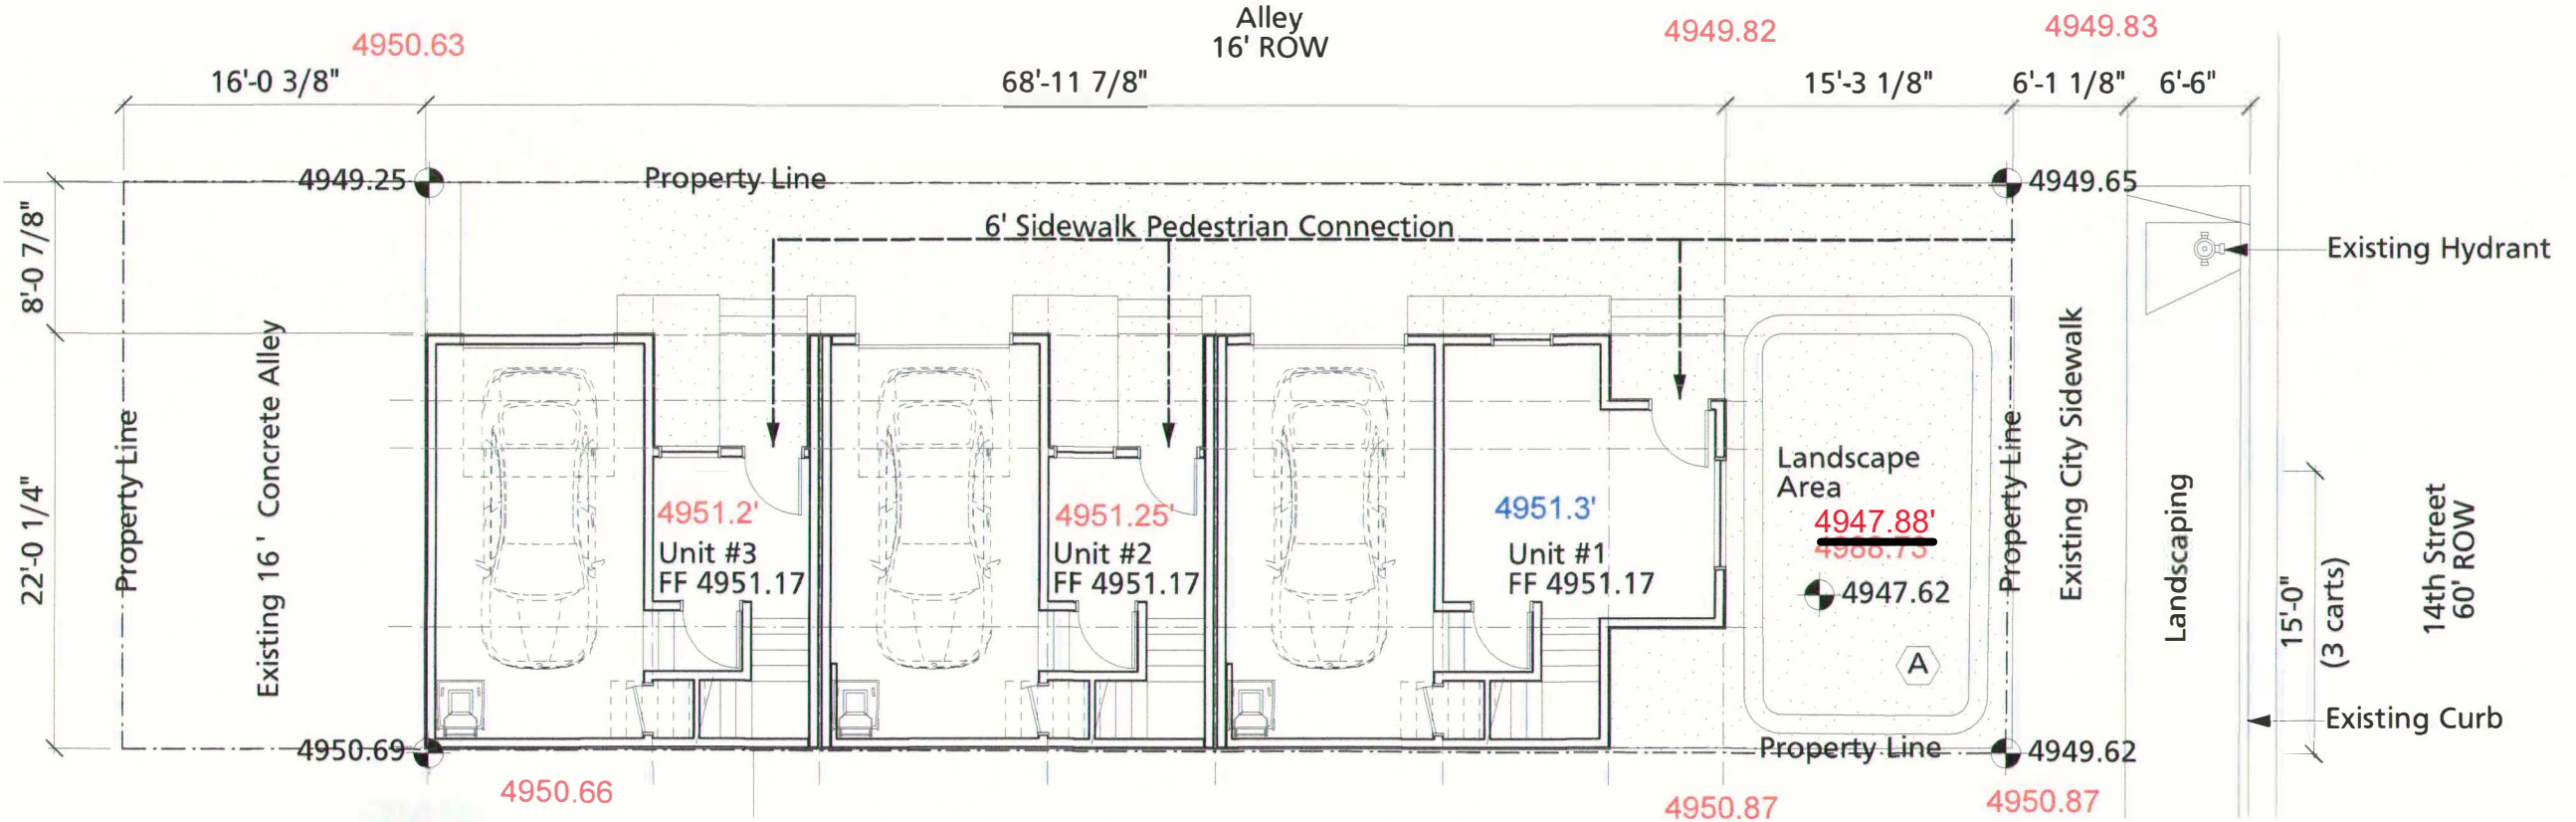 Alley
16' ROW
4950.63
4949.82
4949.83
16'-0 3/8"
68'-11 7/8"
15'-3 1/8"
6'-1 1/8"
6'-6"
4949.25
Property Line
4949.65
8'-0 7/8"
6' Sidewalk Pedestrian Connection
Existing Hydrant
22'-0 1/4"
Property Line
Existing 16' Concrete Alley
4951.2'
Unit #3
FF 4951.17
4951.25'
Unit #2
FF 4951.17
4951.3'
Unit #1
FF 4951.17
Landscape
Area
4947.88'
4988.73'
4947.62
A
Property Line
Existing City Sidewalk
Landscaping
15'-0"
(3 carts)
14th Street
60' ROW
Existing Curb
4950.69
Property Line
4949.62
4950.66
4950.87
4950.87